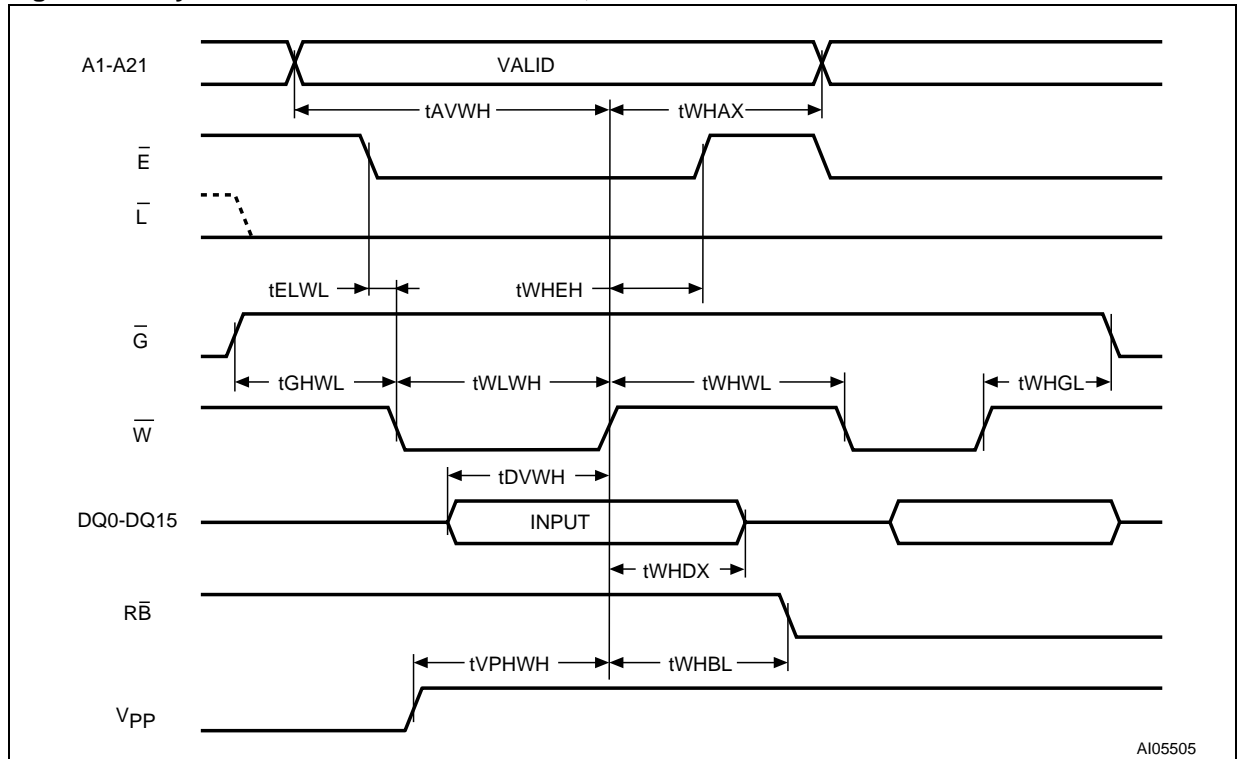 A1-A21
VALID
tAVWH
tWHAX
E̅
L̅
tELWL
tWHEH
G̅
tGHWL
tWLWH
tWHWL
tWHGL
W̅
tDVWH
DQ0-DQ15
INPUT
tWHDX
RB̅
tVPHWH
tWHBL
VPP
AI05505